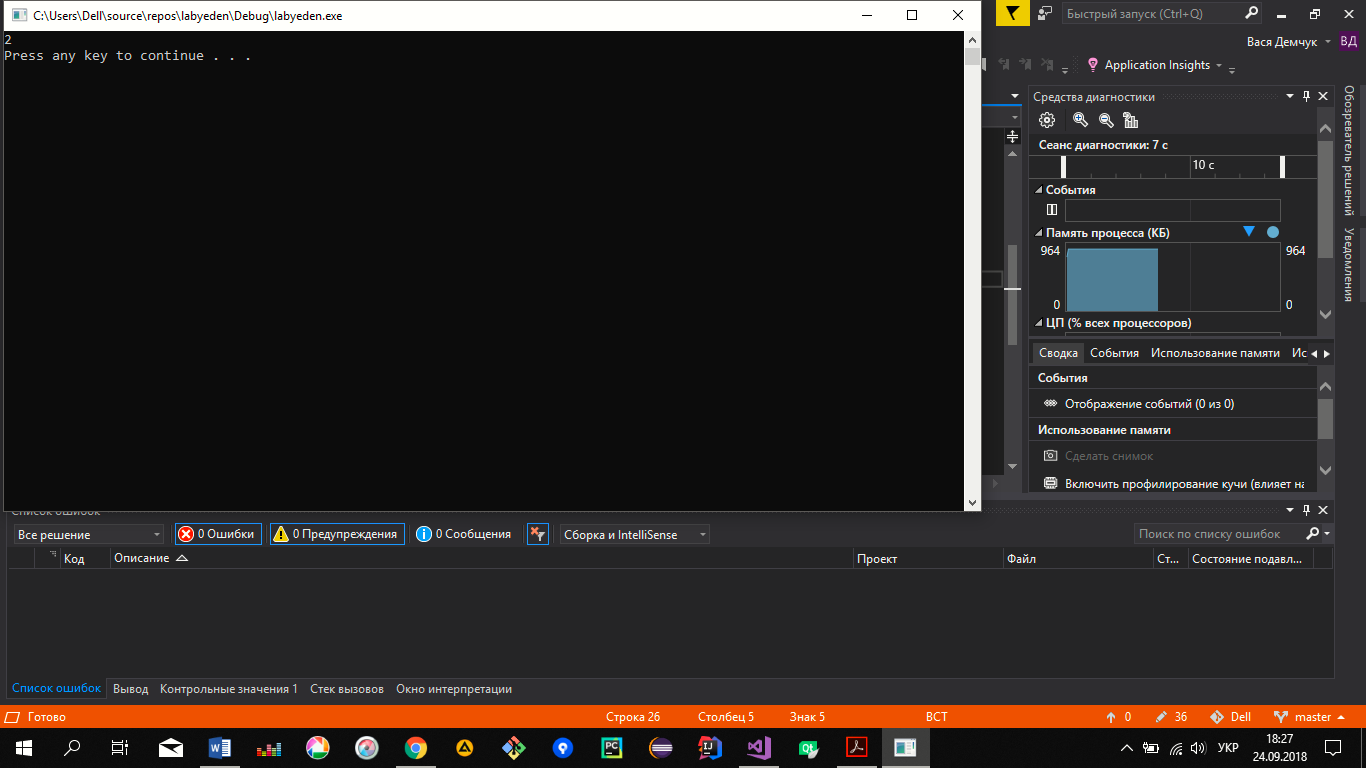 C:\Users\Dell\source\repos\labyeden\Debug\labyeden.exe
2
Press any key to continue . . .
Быстрый запуск (Ctrl+Q)
Вася Демчук
ВД
Application Insights
Средства диагностики
Сеанс диагностики: 7 с
10 с
События
Память процесса (КБ)
964
964
0
0
ЦП (% всех процессоров)
Сводка События Использование памяти Ис
События
Отображение событий (0 из 0)
Использование памяти
Сделать снимок
Включить профилирование кучи (влияет на
Обозреватель решений
Уведомления
Список ошибок
Все решение
0 Ошибки
0 Предупреждения
0 Сообщения
Сборка и IntelliSense
Поиск по списку ошибок
Код Описание Проект Файл Ст... Состояние подавл...
Список ошибок Вывод Контрольные значения 1 Стек вызовов Окно интерпретации
Готово Строка 26 Столбец 5 Знак 5 ВСТ 0 36 Dell master
PC
IJ
УКР
18:27
24.09.2018